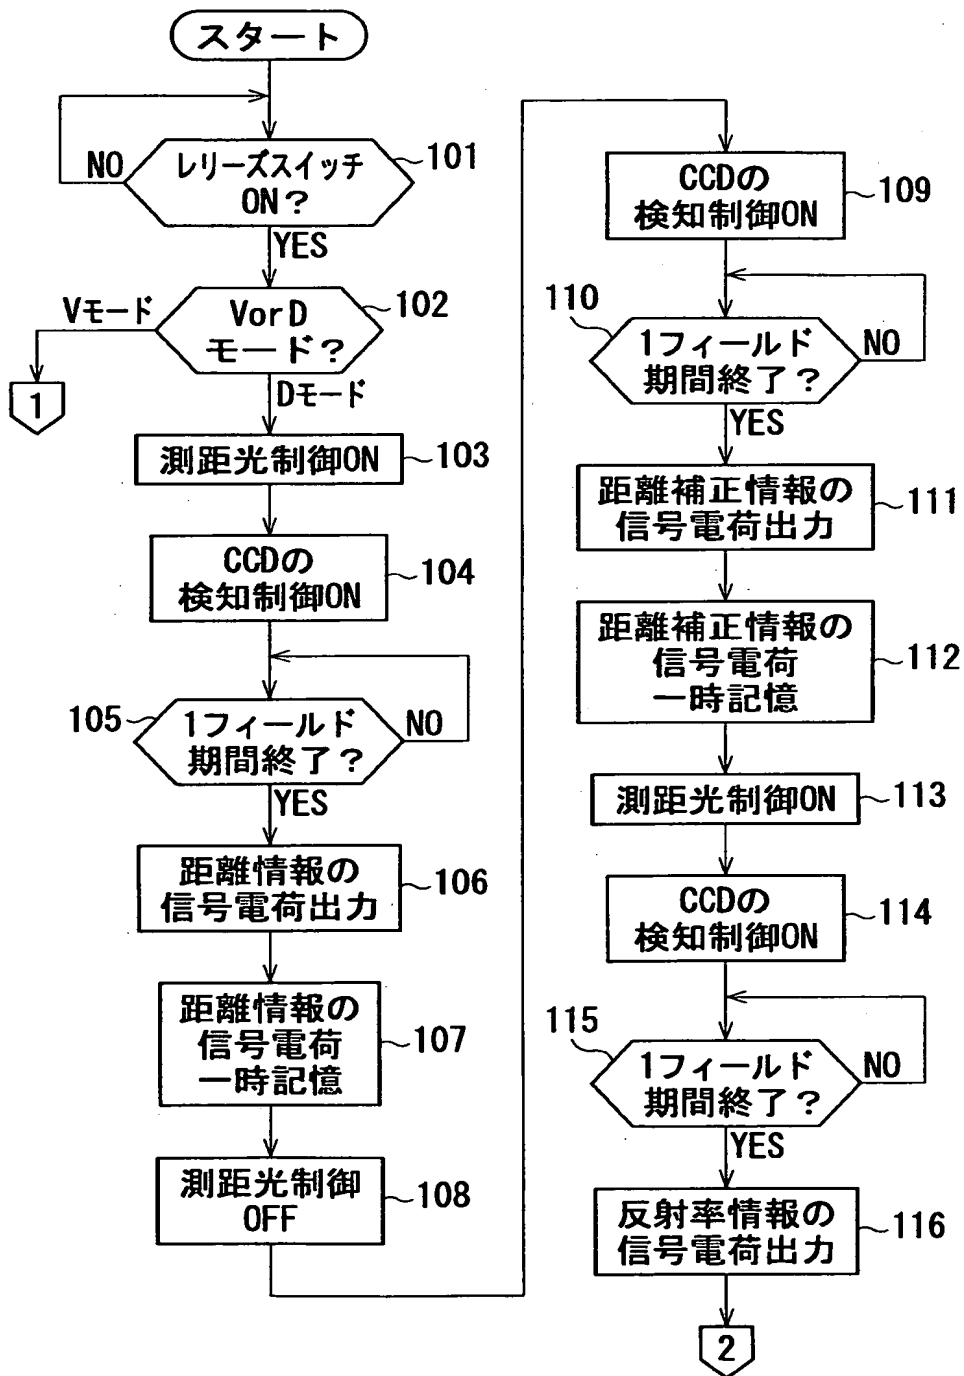 スタート
レリーズスイッチ
ON?
101
NO
YES
VorD
モード?
102
Vモード
1
Dモード
測距光制御ON
103
CCDの
検知制御ON
104
1フィールド
期間終了?
105
NO
YES
距離情報の
信号電荷出力
106
距離情報の
信号電荷
一時記憶
107
測距光制御
OFF
108
CCDの
検知制御ON
109
1フィールド
期間終了?
110
NO
YES
距離補正情報の
信号電荷出力
111
距離補正情報の
信号電荷
一時記憶
112
測距光制御ON
113
CCDの
検知制御ON
114
1フィールド
期間終了?
115
NO
YES
反射率情報の
信号電荷出力
116
2